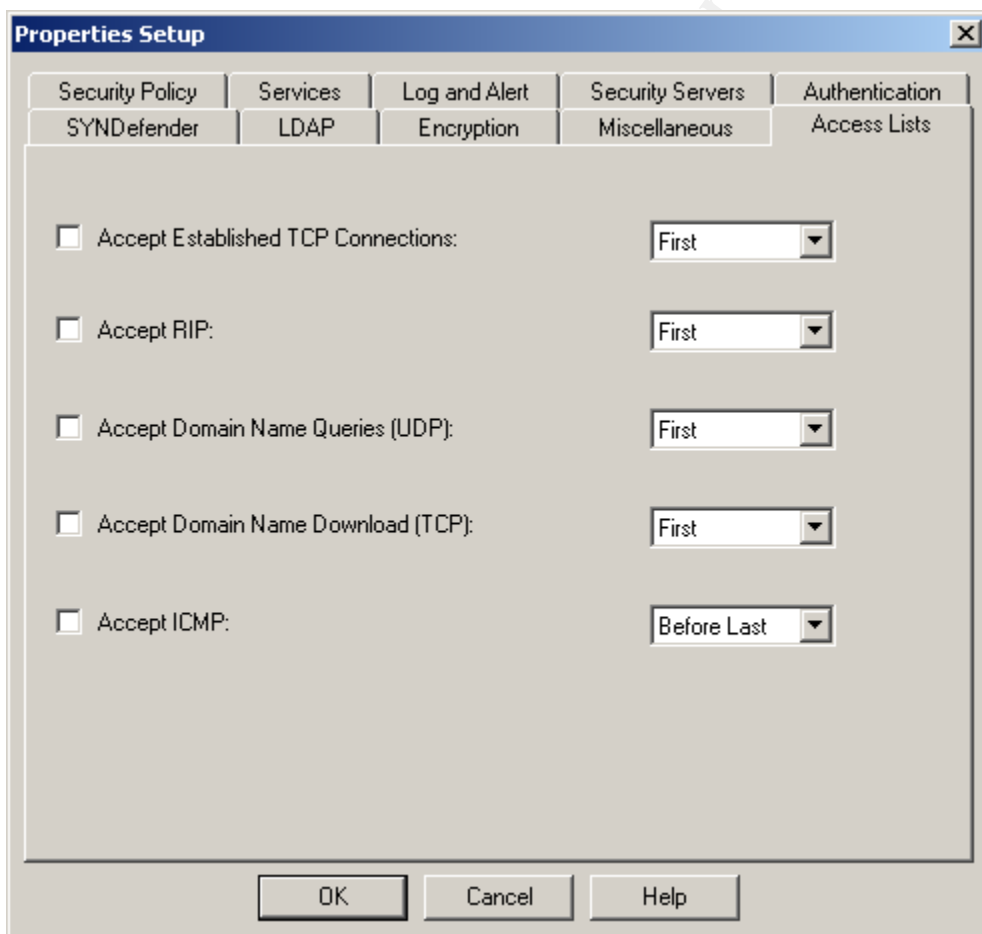 Properties Setup
Security Policy Services Log and Alert Security Servers Authentication
SYNDefender LDAP Encryption Miscellaneous Access Lists
Accept Established TCP Connections: First
Accept RIP: First
Accept Domain Name Queries (UDP): First
Accept Domain Name Download (TCP): First
Accept ICMP: Before Last
OK Cancel Help